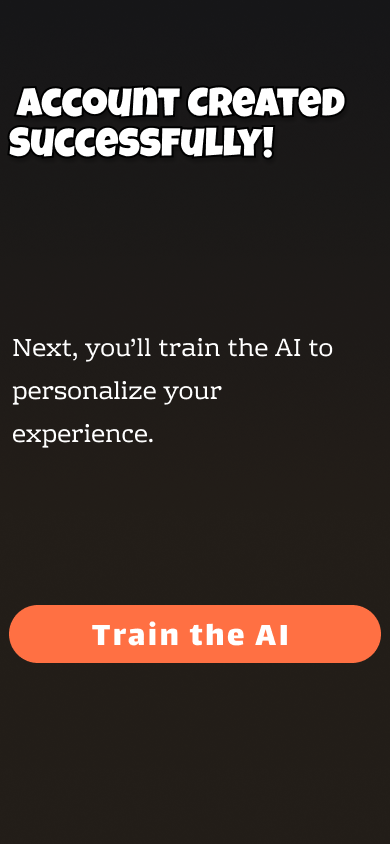 Account Created
Successfully!
Next, you’ll train the AI to
personalize your
experience.
Train the AI